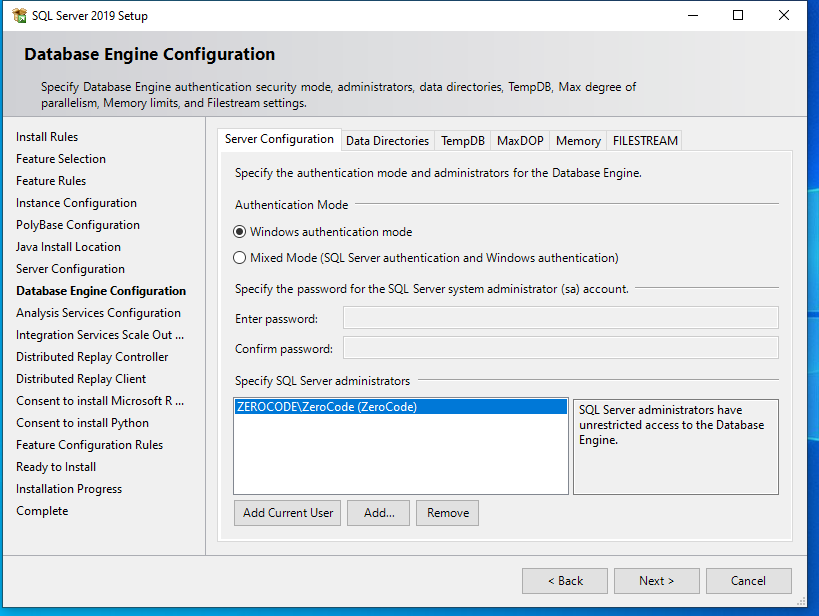 SQL Server 2019 Setup
Database Engine Configuration
Specify Database Engine authentication security mode, administrators, data directories, TempDB, Max degree of
parallelism, Memory limits, and Filestream settings.
Install Rules
Feature Selection
Feature Rules
Instance Configuration
PolyBase Configuration
Java Install Location
Server Configuration
Database Engine Configuration
Analysis Services Configuration
Integration Services Scale Out ...
Distributed Replay Controller
Distributed Replay Client
Consent to install Microsoft R ...
Consent to install Python
Feature Configuration Rules
Ready to Install
Installation Progress
Complete
Server Configuration Data Directories TempDB MaxDOP Memory FILESTREAM
Specify the authentication mode and administrators for the Database Engine.
Authentication Mode
Windows authentication mode
Mixed Mode (SQL Server authentication and Windows authentication)
Specify the password for the SQL Server system administrator (sa) account.
Enter password:
Confirm password:
Specify SQL Server administrators
ZEROCODE\ZeroCode (ZeroCode)
SQL Server administrators have
unrestricted access to the Database
Engine.
Add Current User Add... Remove
< Back Next > Cancel